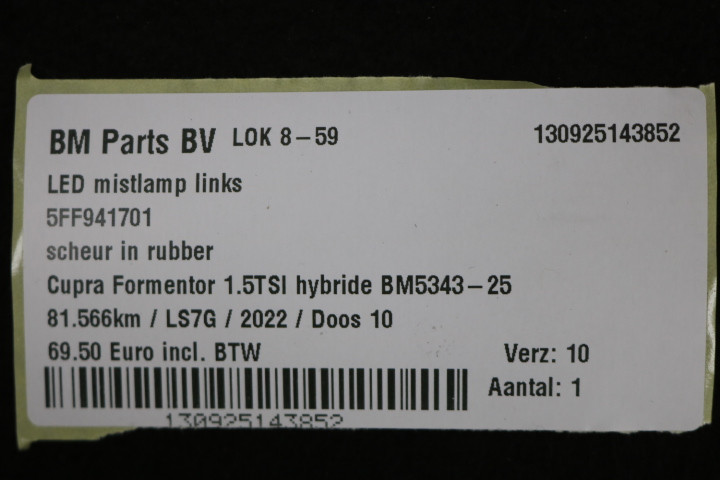 BM Parts BV LOK 8-59 130925143852
LED mistlamp links
5FF941701
scheur in rubber
Cupra Formentor 1.5TSI hybride BM5343-25
81.566km / LS7G / 2022 / Doos 10
69.50 Euro incl. BTW Verz: 10
Aantal: 1
130925143852